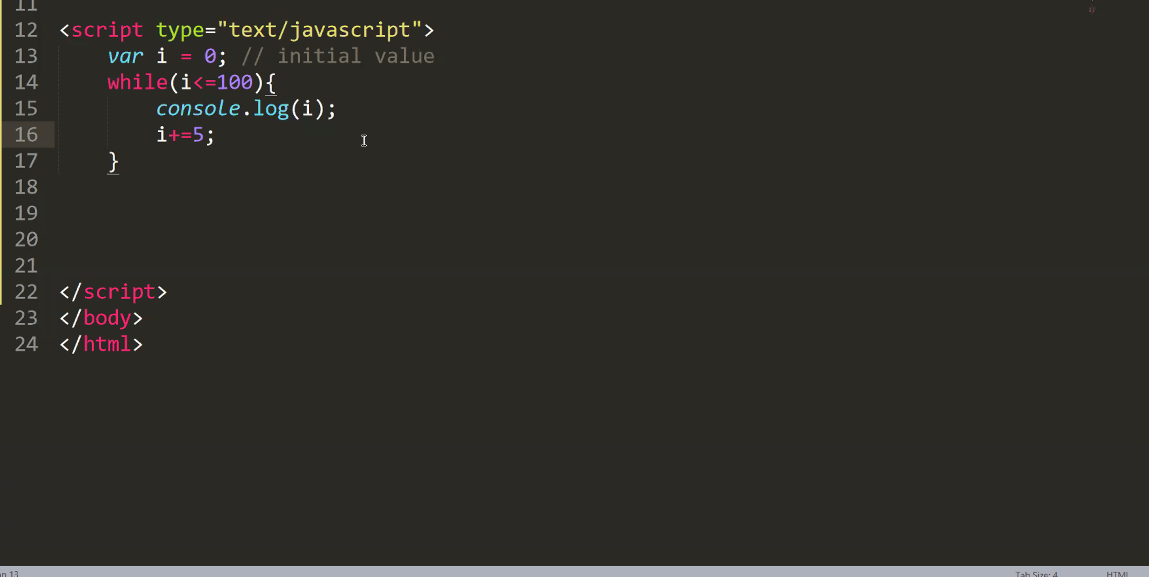 11
12 <script type="text/javascript">
13     var i = 0; // initial value
14     while(i<=100){
15         console.log(i);
16         i+=5;
17     }
18
19
20
21
22 </script>
23 </body>
24 </html>
13 Tab Size: 4 HTML